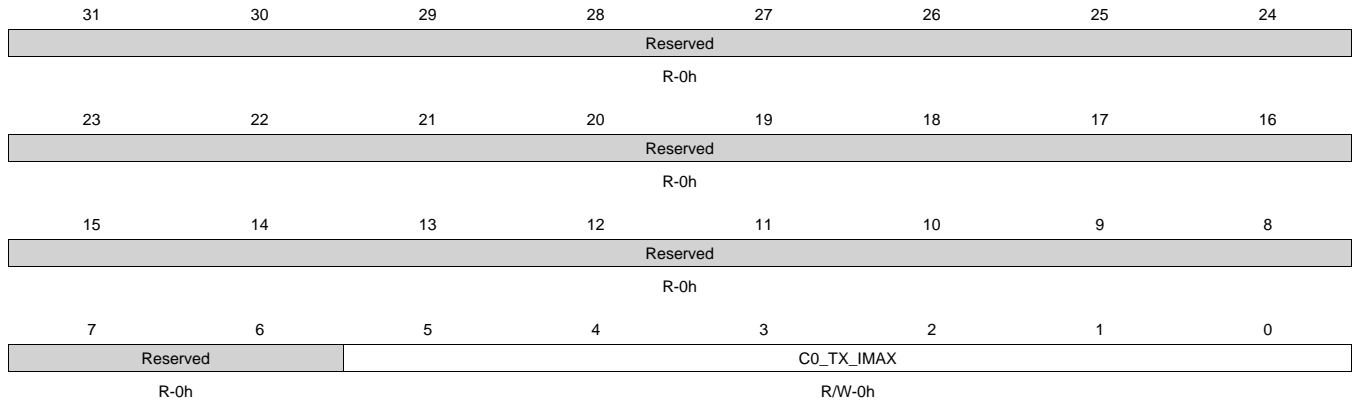 31 30 29 28 27 26 25 24
Reserved
R-0h
23 22 21 20 19 18 17 16
Reserved
R-0h
15 14 13 12 11 10 9 8
Reserved
R-0h
7 6 5 4 3 2 1 0
Reserved C0_TX_IMAX
R-0h R/W-0h